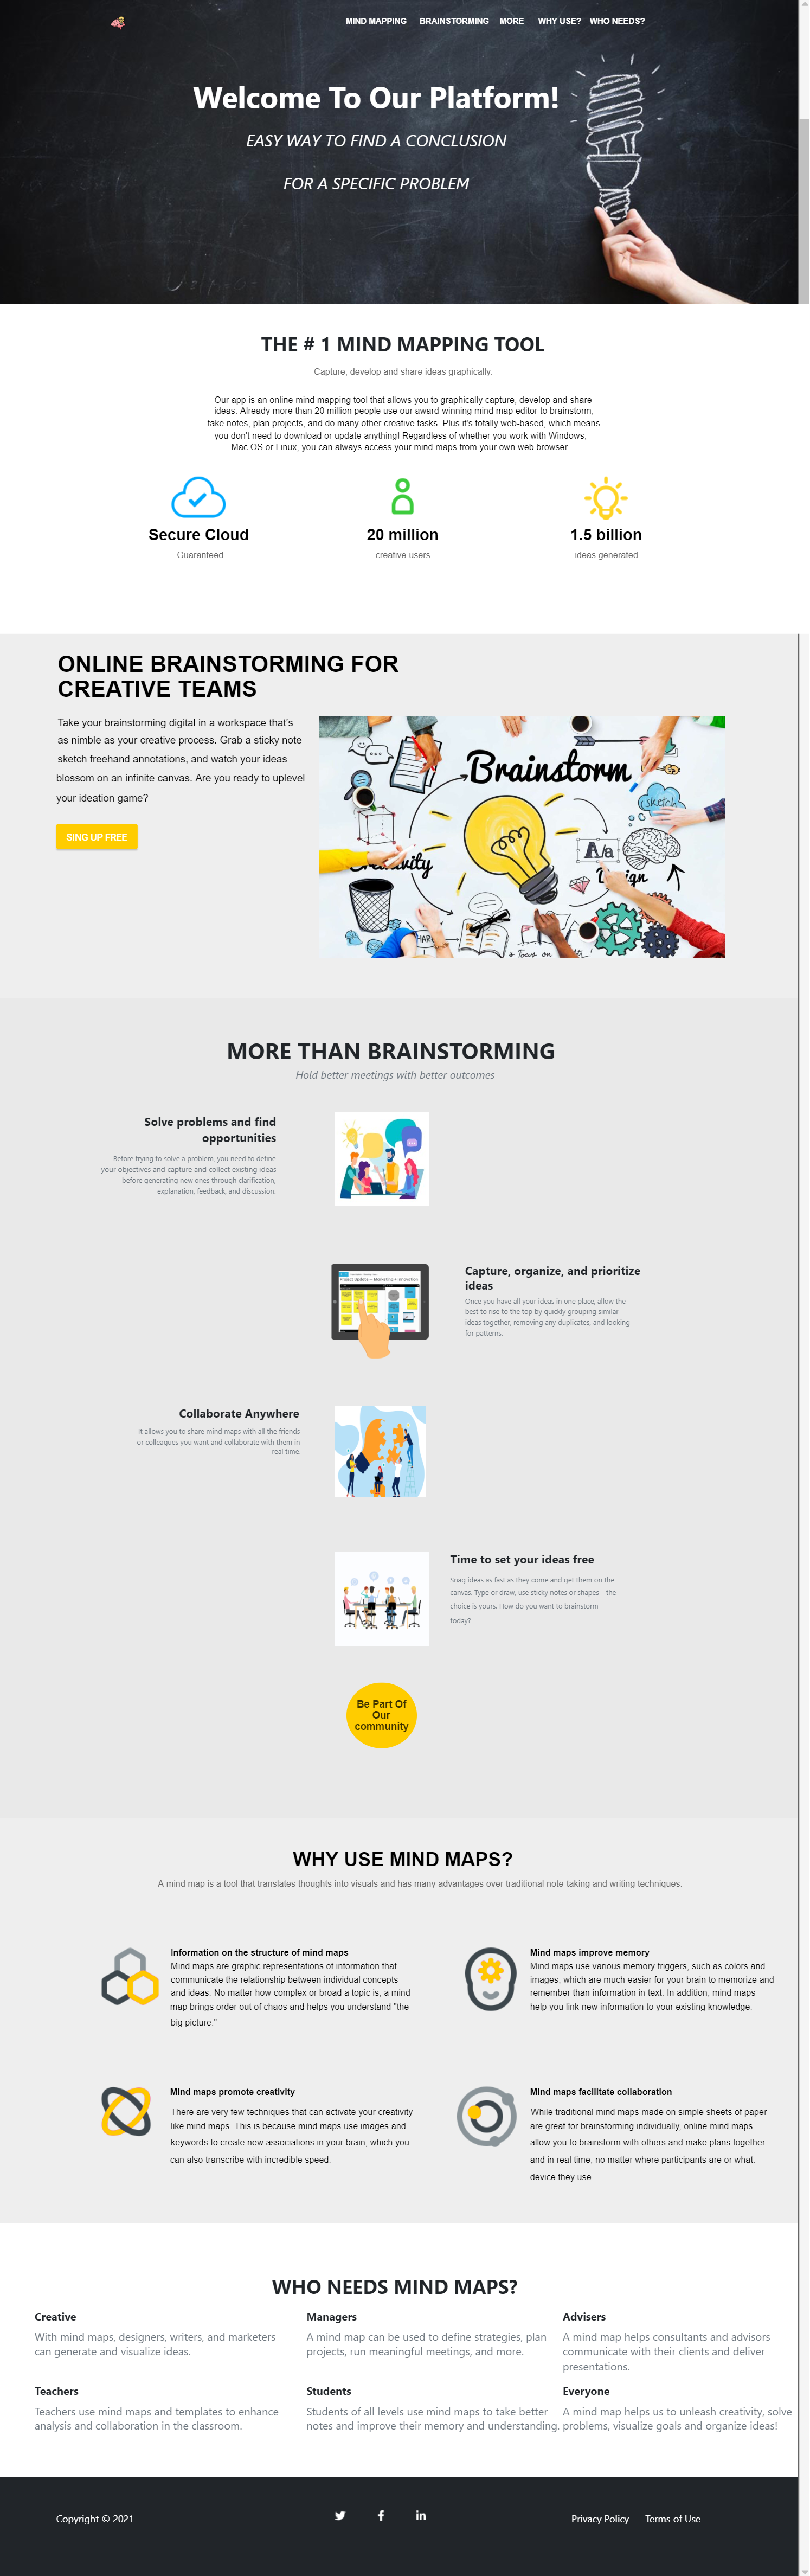 MIND MAPPING BRAINSTORMING MORE WHY USE? WHO NEEDS?
Welcome To Our Platform!
EASY WAY TO FIND A CONCLUSION
FOR A SPECIFIC PROBLEM
THE # 1 MIND MAPPING TOOL
Capture, develop and share ideas graphically.
Our app is an online mind mapping tool that allows you to graphically capture, develop and share
ideas. Already more than 20 million people use our award-winning mind map editor to brainstorm,
take notes, plan projects, and do many other creative tasks. Plus it's totally web-based, which means
you don't need to download or update anything! Regardless of whether you work with Windows,
Mac OS or Linux, you can always access your mind maps from your own web browser.
Secure Cloud
Guaranteed
20 million
creative users
1.5 billion
ideas generated
ONLINE BRAINSTORMING FOR
CREATIVE TEAMS
Take your brainstorming digital in a workspace that's
as nimble as your creative process. Grab a sticky note
sketch freehand annotations, and watch your ideas
blossom on an infinite canvas. Are you ready to uplevel
your ideation game?
SING UP FREE
Brainstorm
sketch
A/a
MORE THAN BRAINSTORMING
Hold better meetings with better outcomes
Solve problems and find
opportunities
Before trying to solve a problem, you need to define
your objectives and capture and collect existing ideas
before generating new ones through clarification,
explanation, feedback, and discussion.
Project Update — Marketing + Innovation
Capture, organize, and prioritize
ideas
Once you have all your ideas in one place, allow the
best to rise to the top by quickly grouping similar
ideas together, removing any duplicates, and looking
for patterns.
Collaborate Anywhere
It allows you to share mind maps with all the friends
or colleagues you want and collaborate with them in
real time.
Time to set your ideas free
Snag ideas as fast as they come and get them on the
canvas. Type or draw, use sticky notes or shapes—the
choice is yours. How do you want to brainstorm
today?
Be Part Of
Our
community
WHY USE MIND MAPS?
A mind map is a tool that translates thoughts into visuals and has many advantages over traditional note-taking and writing techniques.
Information on the structure of mind maps
Mind maps are graphic representations of information that
communicate the relationship between individual concepts
and ideas. No matter how complex or broad a topic is, a mind
map brings order out of chaos and helps you understand "the
big picture."
Mind maps improve memory
Mind maps use various memory triggers, such as colors and
images, which are much easier for your brain to memorize and
remember than information in text. In addition, mind maps
help you link new information to your existing knowledge.
Mind maps promote creativity
There are very few techniques that can activate your creativity
like mind maps. This is because mind maps use images and
keywords to create new associations in your brain, which you
can also transcribe with incredible speed.
Mind maps facilitate collaboration
While traditional mind maps made on simple sheets of paper
are great for brainstorming individually, online mind maps
allow you to brainstorm with others and make plans together
and in real time, no matter where participants are or what.
device they use.
WHO NEEDS MIND MAPS?
Creative
With mind maps, designers, writers, and marketers
can generate and visualize ideas.
Managers
A mind map can be used to define strategies, plan
projects, run meaningful meetings, and more.
Advisers
A mind map helps consultants and advisors
communicate with their clients and deliver
presentations.
Teachers
Teachers use mind maps and templates to enhance
analysis and collaboration in the classroom.
Students
Students of all levels use mind maps to take better
notes and improve their memory and understanding.
Everyone
A mind map helps us to unleash creativity, solve
problems, visualize goals and organize ideas!
Copyright © 2021
Privacy Policy Terms of Use